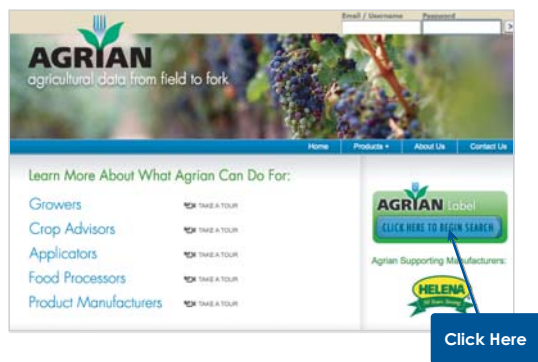 Email / Username Password
AGRIAN
agricultural data from field to fork
Home Products About Us Contact Us
Learn More About What Agrian Can Do For:
Growers TAKE A TOUR
Crop Advisors TAKE A TOUR
Applicators TAKE A TOUR
Food Processors TAKE A TOUR
Product Manufacturers TAKE A TOUR
AGRIAN Label
CLICK HERE TO BEGIN SEARCH
Agrian Supporting Manufacturers:
HELENA
Click Here